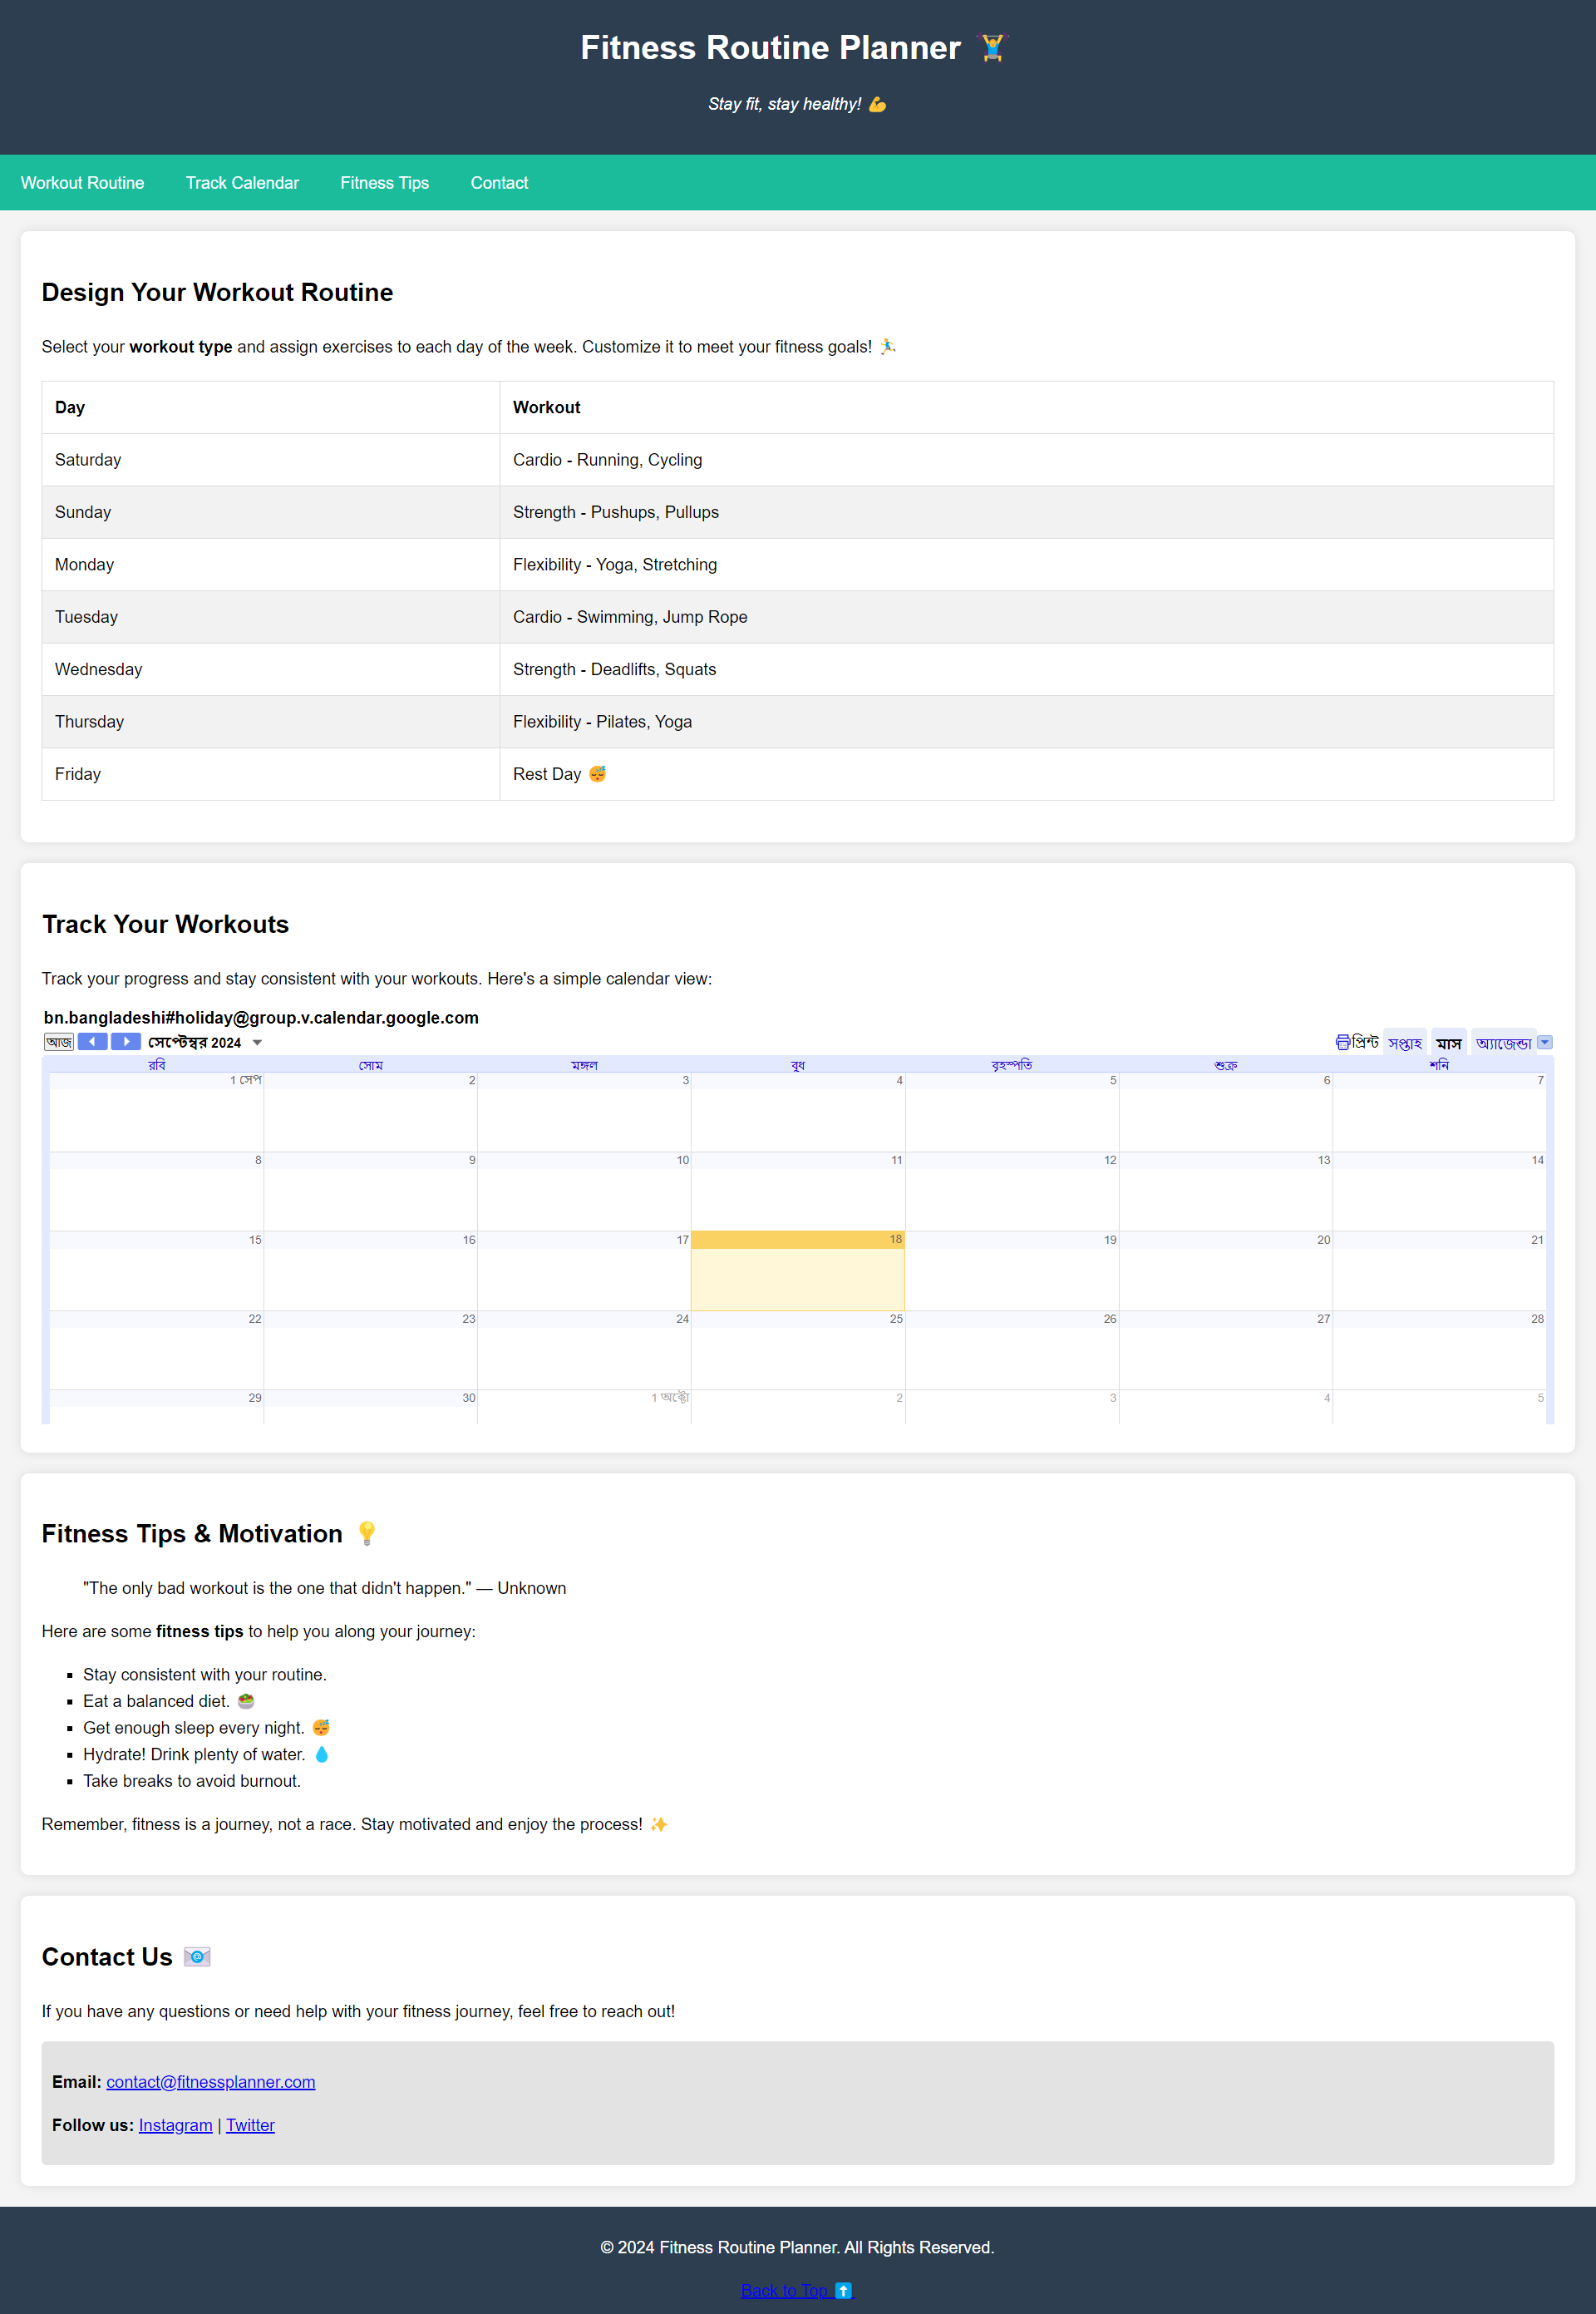 Fitness Routine Planner 🏋️
Stay fit, stay healthy! 💪
Workout Routine Track Calendar Fitness Tips Contact
Design Your Workout Routine
Select your workout type and assign exercises to each day of the week. Customize it to meet your fitness goals! 🏃
Day Workout
Saturday Cardio - Running, Cycling
Sunday Strength - Pushups, Pullups
Monday Flexibility - Yoga, Stretching
Tuesday Cardio - Swimming, Jump Rope
Wednesday Strength - Deadlifts, Squats
Thursday Flexibility - Pilates, Yoga
Friday Rest Day 😴
Track Your Workouts
Track your progress and stay consistent with your workouts. Here's a simple calendar view:
bn.bangladeshi#holiday@group.v.calendar.google.com
আজ সেপ্টেম্বর 2024 প্রিন্ট সপ্তাহ মাস অ্যাজেন্ডা
রবি সোম মঙ্গল বুধ বৃহস্পতি শুক্র শনি
1 সেপ 2 3 4 5 6 7
8 9 10 11 12 13 14
15 16 17 18 19 20 21
22 23 24 25 26 27 28
29 30 1 অক্টো 2 3 4 5
Fitness Tips & Motivation 💡
"The only bad workout is the one that didn't happen." — Unknown
Here are some fitness tips to help you along your journey:
▪ Stay consistent with your routine.
▪ Eat a balanced diet. 🥗
▪ Get enough sleep every night. 😴
▪ Hydrate! Drink plenty of water. 💧
▪ Take breaks to avoid burnout.
Remember, fitness is a journey, not a race. Stay motivated and enjoy the process! ✨
Contact Us 📧
If you have any questions or need help with your fitness journey, feel free to reach out!
Email: contact@fitnessplanner.com
Follow us: Instagram | Twitter
© 2024 Fitness Routine Planner. All Rights Reserved.
Back to Top ⬆️